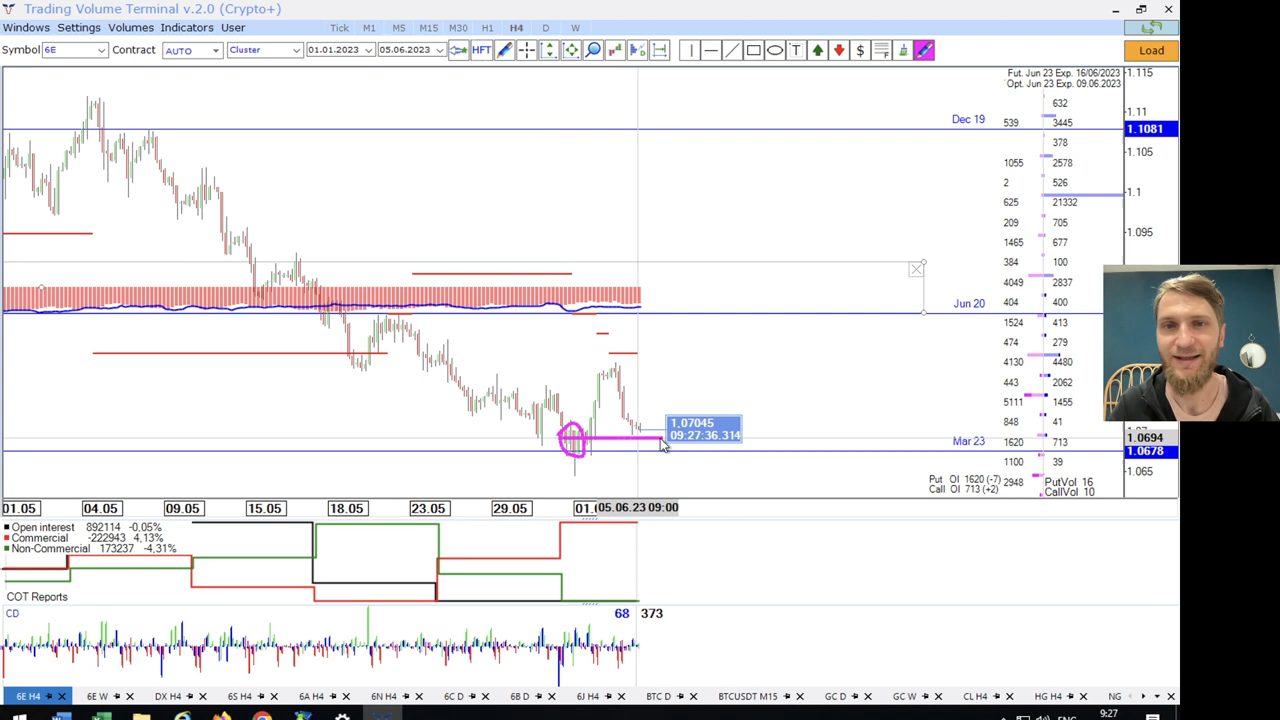 Trading Volume Terminal v.2.0 (Crypto+)
Windows Settings Volumes Indicators User Tick M1 M5 M15 M30 H1 H4 D W
Symbol 6E Contract AUTO Cluster 01.01.2023 05.06.2023 HFT T $ F Load
Fut. Jun 23 Exp. 16/06/2023 1.115
Opt. Jun 23 Exp. 09.06.2023
632
1.11
Dec 19 539 3445 1.1081
378
1.105
1055 2578
2 526
1.1
625 21332
209 705
1.095
1465 677
384 100
4049 2837
Jun 20 404 400
1524 413
474 279
4130 4480
443 2062
5111 1455
1.07045
848 41
09:27:36.314
1.0694
Mar 23 1620 713
1.0678
1100 39
1.065
Put OI 1620 (-7) 2948 PutVol 16
Call OI 713 (+2) CallVol 10
01.05 04.05 09.05 15.05 18.05 23.05 29.05 01. 05.06.23 09:00
Open interest 892114 -0,05%
Commercial -222943 4,13%
Non-Commercial 173237 -4,31%
COT Reports
CD 68 373
6E H4 6E W DX H4 6S H4 6A H4 6N H4 6C D 6B D 6J H4 BTC D BTCUSDT M15 GC D GC W CL H4 HG H4 NG
ENG 9:27